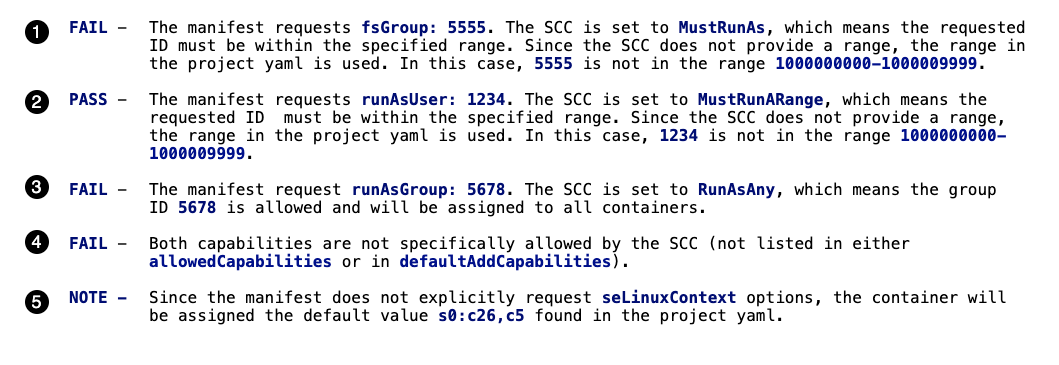 1 FAIL – The manifest requests fsGroup: 5555. The SCC is set to MustRunAs, which means the requested
ID must be within the specified range. Since the SCC does not provide a range, the range in
the project yaml is used. In this case, 5555 is not in the range 1000000000–1000009999.
2 PASS – The manifest requests runAsUser: 1234. The SCC is set to MustRunARange, which means the
requested ID  must be within the specified range. Since the SCC does not provide a range,
the range in the project yaml is used. In this case, 1234 is not in the range 1000000000–
1000009999.
3 FAIL – The manifest request runAsGroup: 5678. The SCC is set to RunAsAny, which means the group
ID 5678 is allowed and will be assigned to all containers.
4 FAIL – Both capabilities are not specifically allowed by the SCC (not listed in either
allowedCapabilities or in defaultAddCapabilities).
5 NOTE – Since the manifest does not explicitly request seLinuxContext options, the container will
be assigned the default value s0:c26,c5 found in the project yaml.